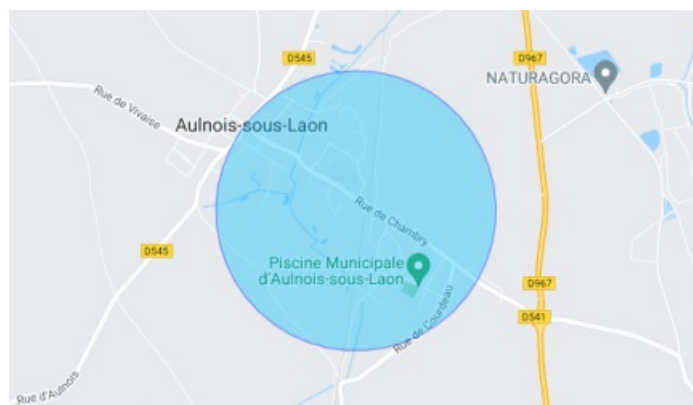 D545
D967
NATURAGORA
Rue de Vivaise
Aulnois-sous-Laon
Rue de Chambry
D545
Piscine Municipale
d'Aulnois-sous-Laon
D967
Rue de Courdeau
D541
Rue d'Aulnois